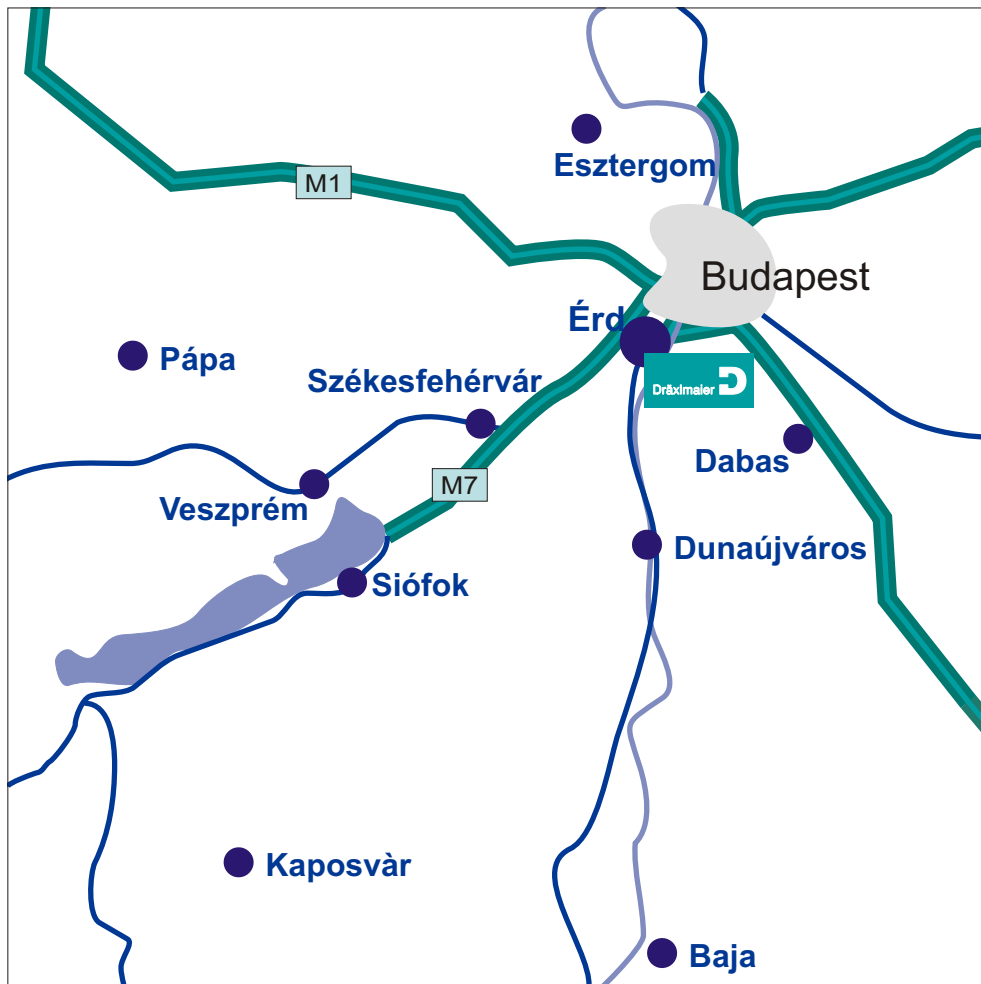 Esztergom
M1
Budapest
Érd
Pápa
Székesfehérvár
Dräxlmaier
Dabas
M7
Veszprém
Dunaújváros
Siófok
Kaposvàr
Baja